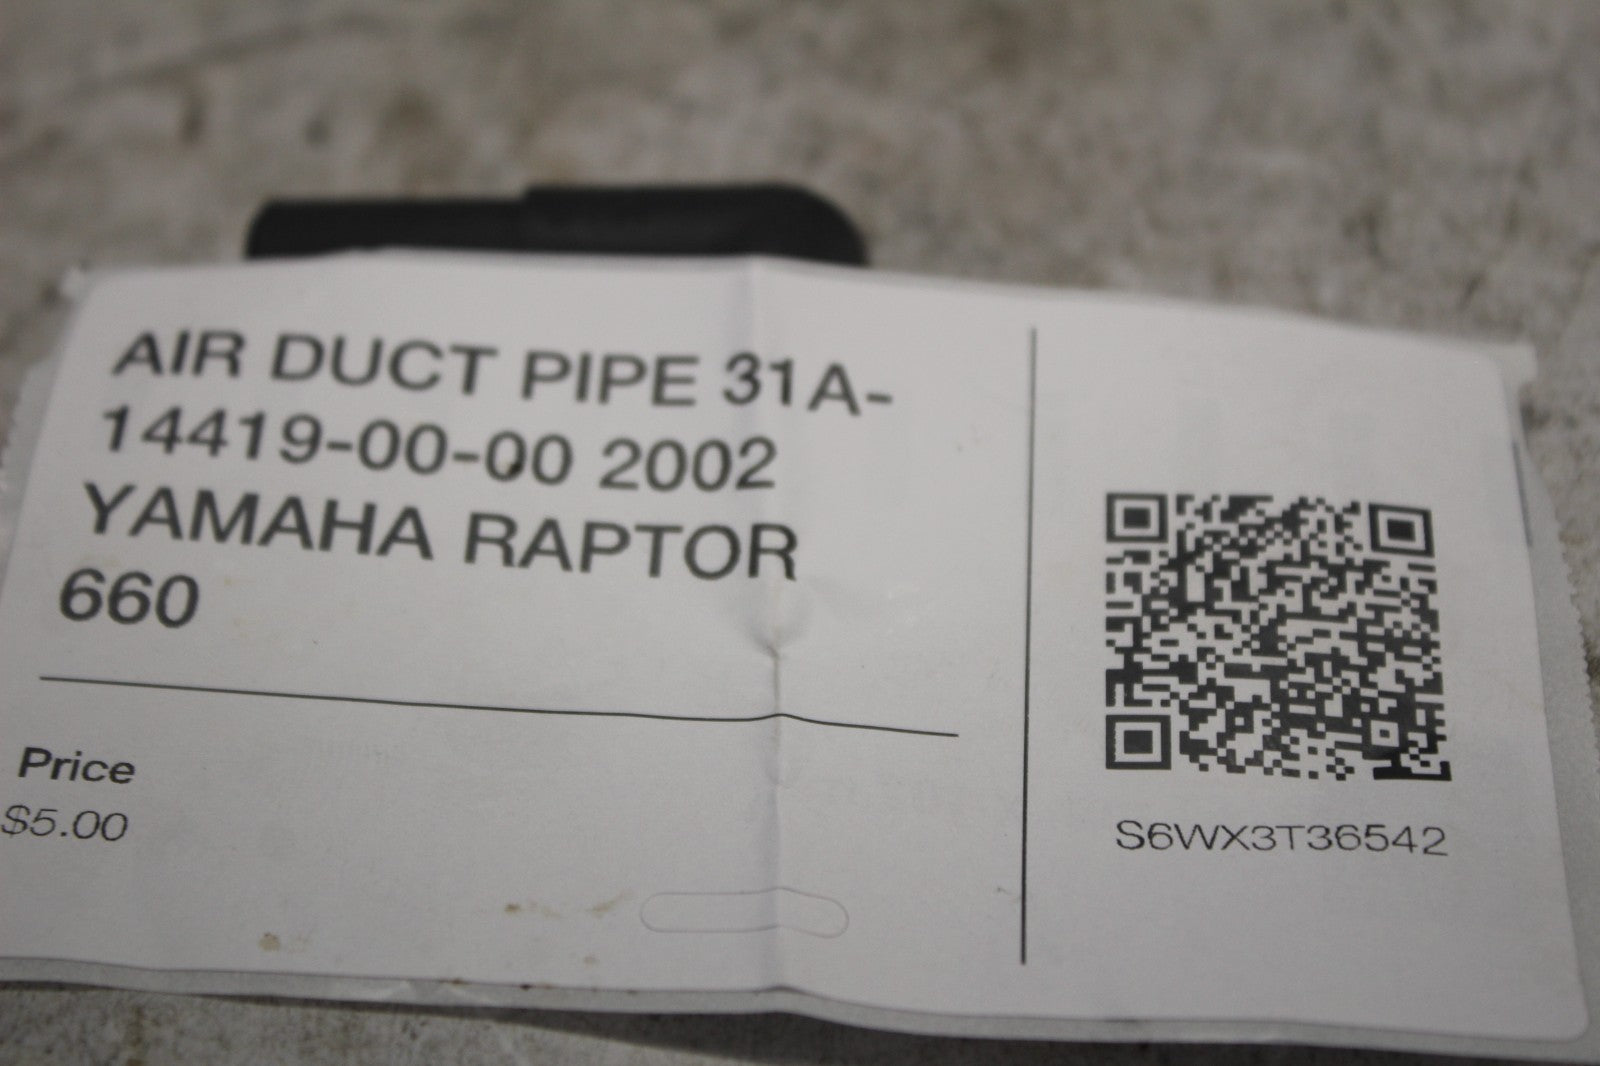 AIR DUCT PIPE 31A-
14419-00-00 2002
YAMAHA RAPTOR
660
Price
$5.00
S6WX3T36542